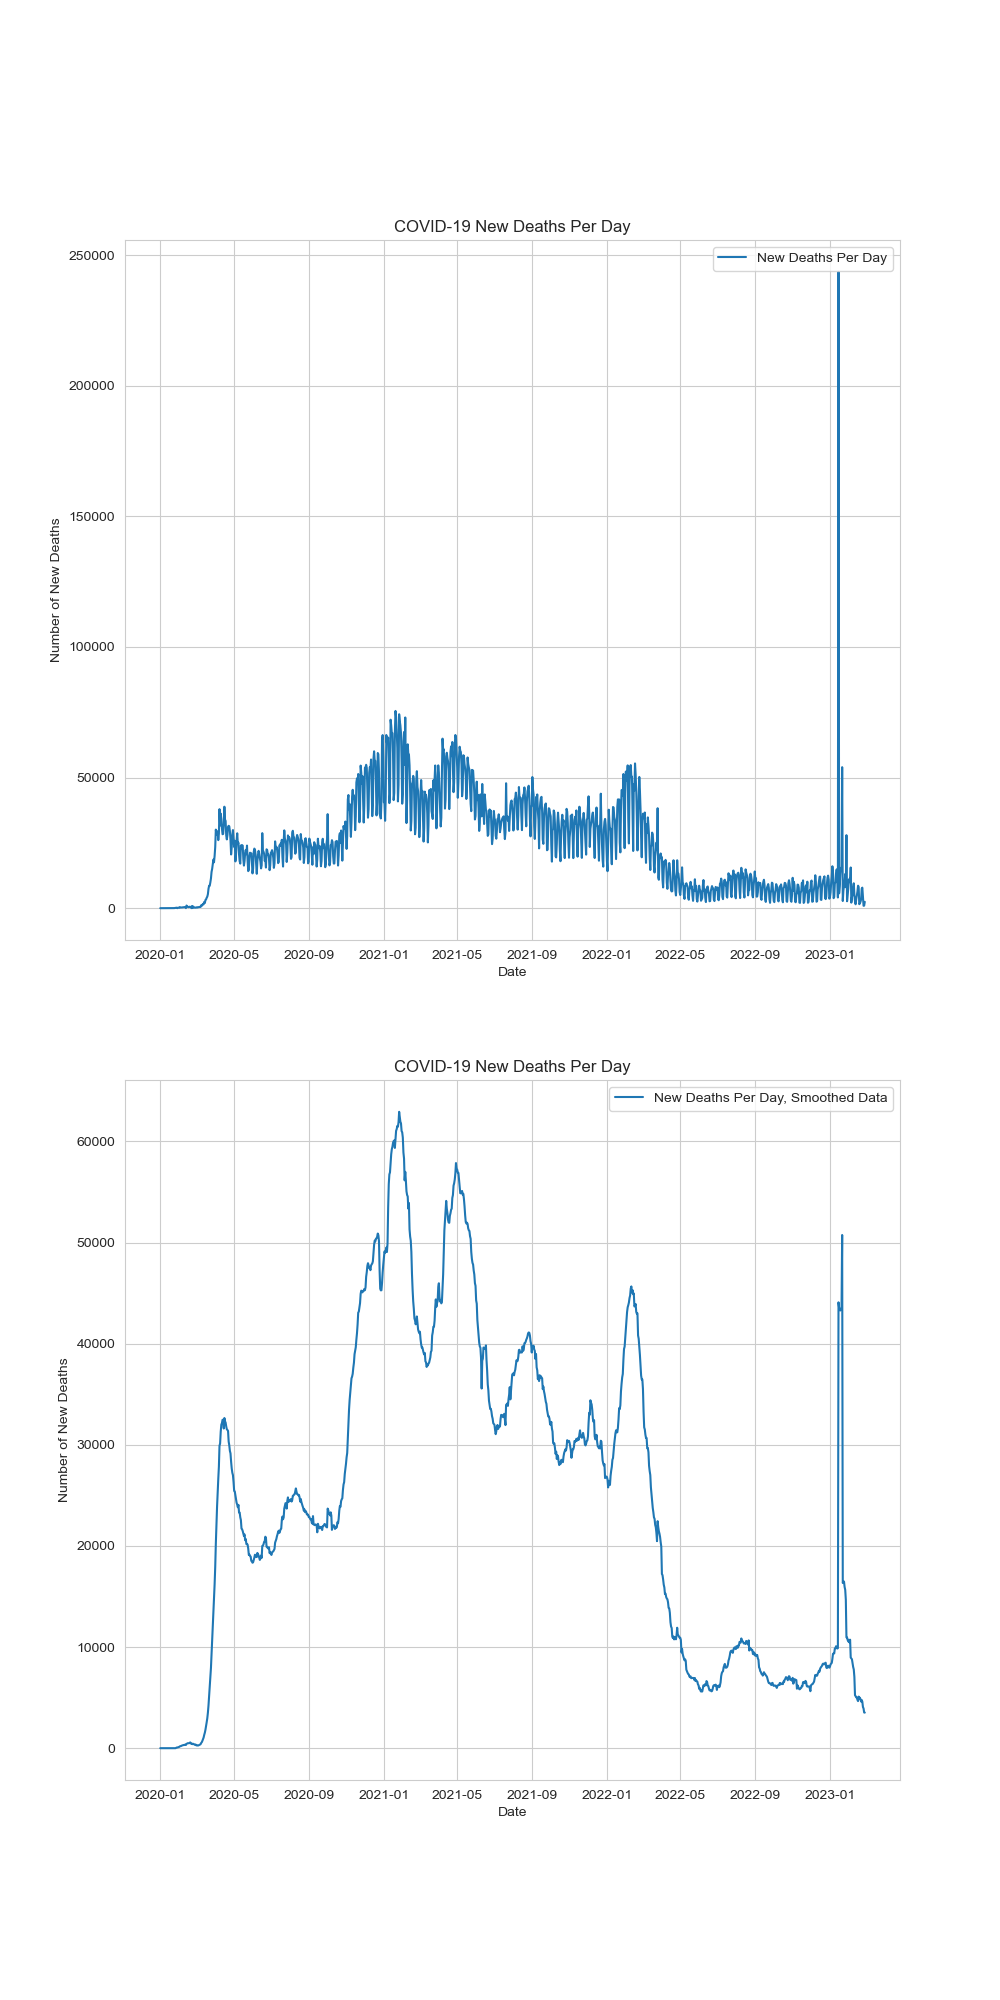 COVID-19 New Deaths Per Day
New Deaths Per Day
250000
200000
150000
100000
50000
0
Number of New Deaths
2020-01 2020-05 2020-09 2021-01 2021-05 2021-09 2022-01 2022-05 2022-09 2023-01
Date
COVID-19 New Deaths Per Day
New Deaths Per Day, Smoothed Data
60000
50000
40000
30000
20000
10000
0
Number of New Deaths
2020-01 2020-05 2020-09 2021-01 2021-05 2021-09 2022-01 2022-05 2022-09 2023-01
Date